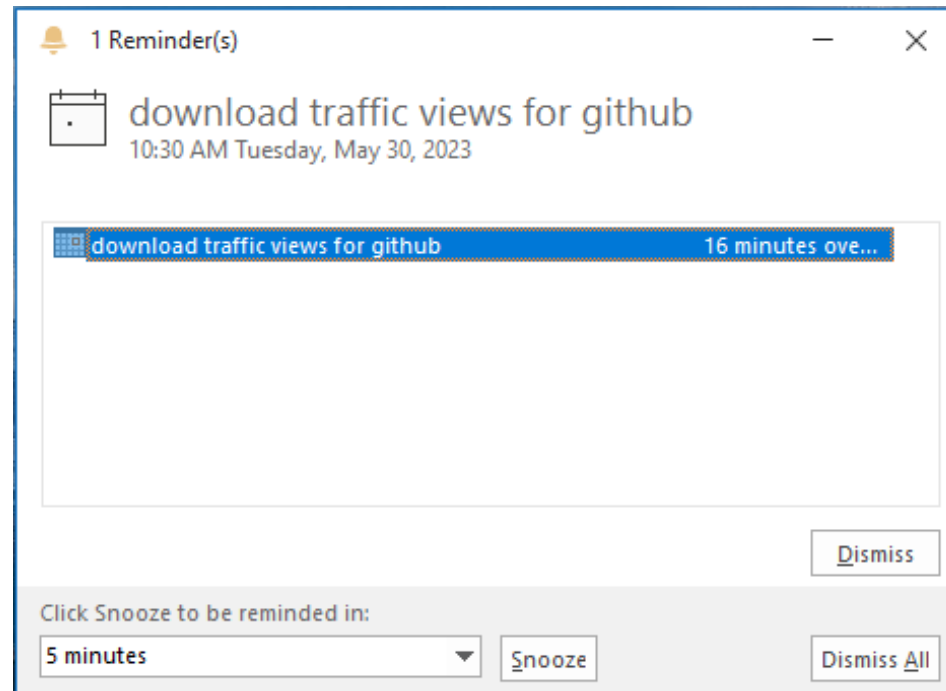 1 Reminder(s)
download traffic views for github
10:30 AM Tuesday, May 30, 2023
download traffic views for github 16 minutes ove...
Dismiss
Click Snooze to be reminded in:
5 minutes Snooze Dismiss All